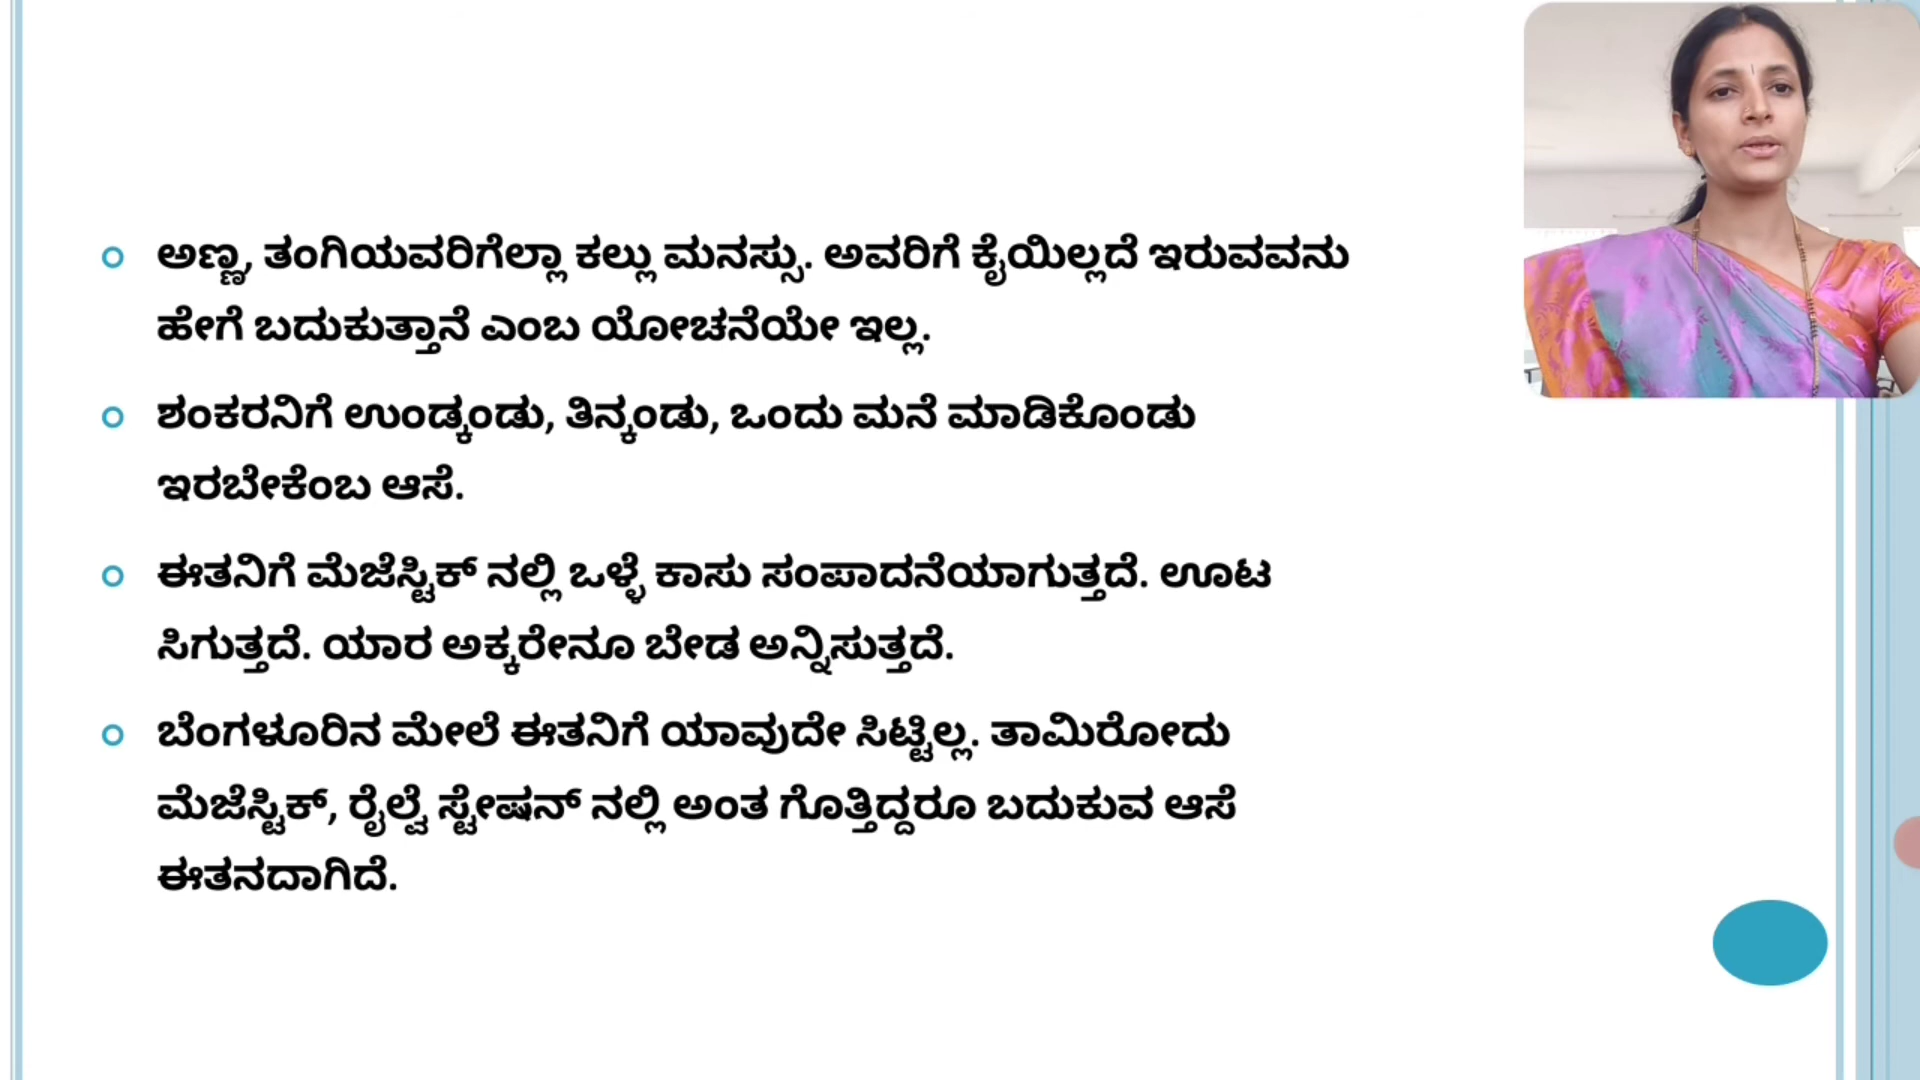 ಅಣ್ಣ, ತಂಗಿಯವರಿಗೆಲ್ಲಾ ಕಲ್ಲು ಮನಸ್ಸು. ಅವರಿಗೆ ಕೈಯಿಲ್ಲದೆ ಇರುವವನು
ಹೇಗೆ ಬದುಕುತ್ತಾನೆ ಎಂಬ ಯೋಚನೆಯೇ ಇಲ್ಲ.
ಶಂಕರನಿಗೆ ಉಂಡ್ಕಂಡು, ತಿನ್ಕಂಡು, ಒಂದು ಮನೆ ಮಾಡಿಕೊಂಡು
ಇರಬೇಕೆಂಬ ಆಸೆ.
ಈತನಿಗೆ ಮೆಜೆಸ್ಟಿಕ್ ನಲ್ಲಿ ಒಳ್ಳೆ ಕಾಸು ಸಂಪಾದನೆಯಾಗುತ್ತದೆ. ಊಟ
ಸಿಗುತ್ತದೆ. ಯಾರ ಅಕ್ಕರೇನೂ ಬೇಡ ಅನ್ನಿಸುತ್ತದೆ.
ಬೆಂಗಳೂರಿನ ಮೇಲೆ ಈತನಿಗೆ ಯಾವುದೇ ಸಿಟ್ಟಿಲ್ಲ. ತಾಮಿರೋದು
ಮೆಜೆಸ್ಟಿಕ್, ರೈಲ್ವೆ ಸ್ಟೇಷನ್ ನಲ್ಲಿ ಅಂತ ಗೊತ್ತಿದ್ದರೂ ಬದುಕುವ ಆಸೆ
ಈತನದಾಗಿದೆ.